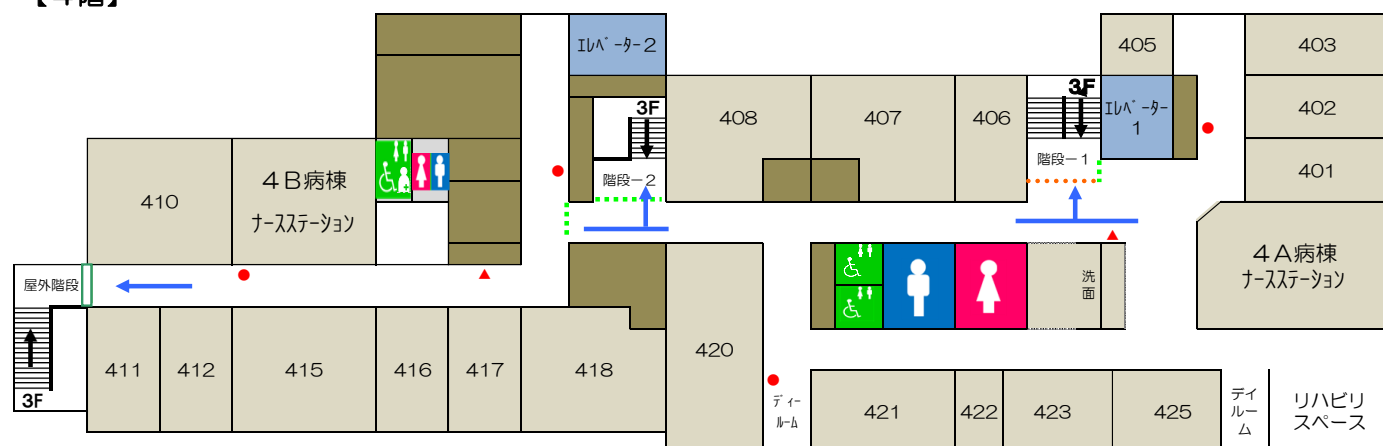 【4階】
ｴﾚﾍﾞｰﾀｰ２
405
403
3F
3F
408
407
406
ｴﾚﾍﾞｰﾀｰ
1
402
階段－1
401
階段－2
410
4B病棟
ﾅｰｽｽﾃｰｼｮﾝ
4A病棟
ﾅｰｽｽﾃｰｼｮﾝ
屋外階段
洗
面
411
412
415
416
417
418
420
3F
ﾃﾞｨｰ
ﾙｰﾑ
421
422
423
425
デイ
ルー
ム
リハビリ
スペース